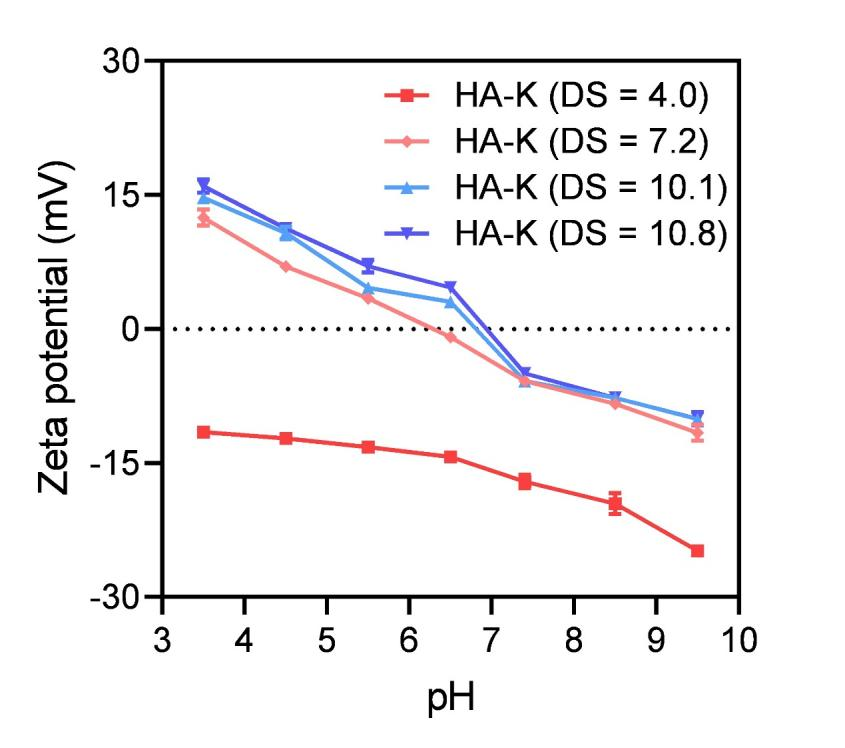 30
15
0
-15
-30
Zeta potential (mV)
HA-K (DS = 4.0)
HA-K (DS = 7.2)
HA-K (DS = 10.1)
HA-K (DS = 10.8)
3 4 5 6 7 8 9 10
pH